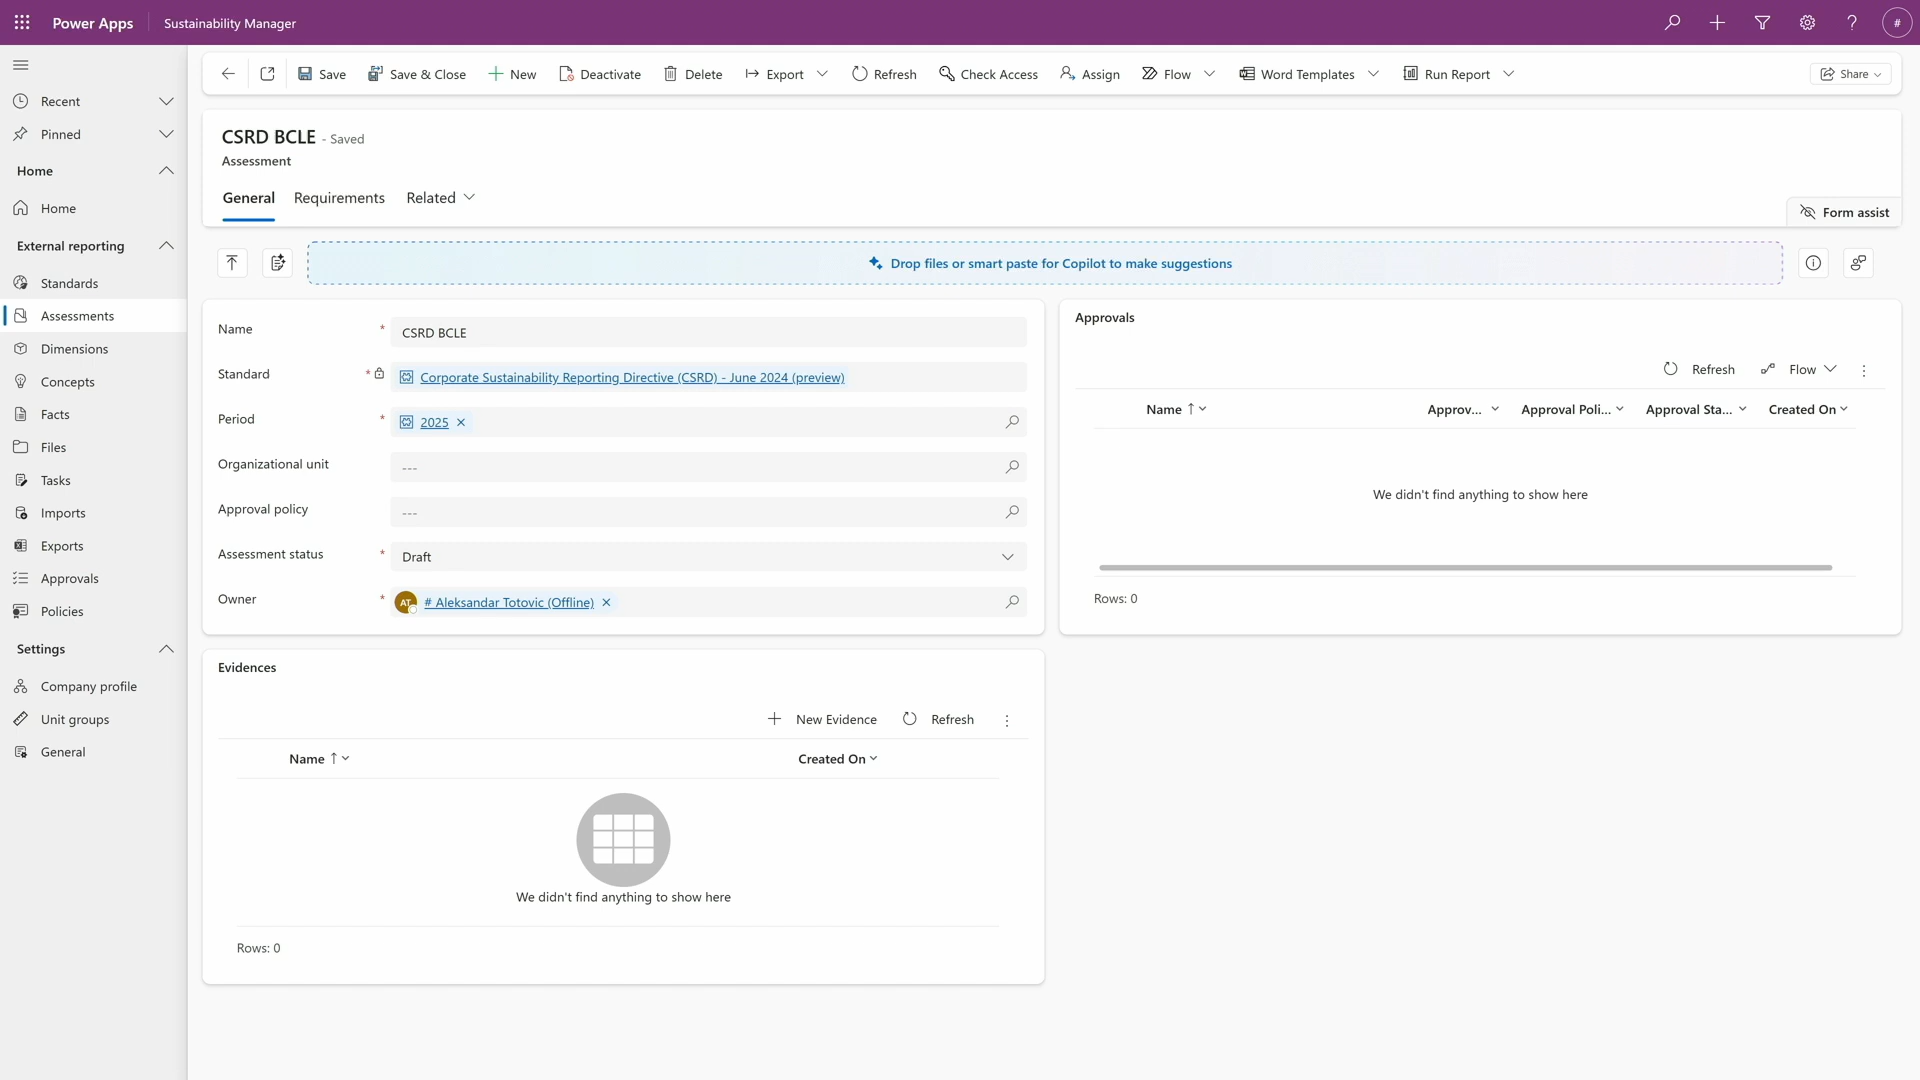 Power Apps
Sustainability Manager
#
Save
Save & Close
New
Deactivate
Delete
Export
Refresh
Check Access
Assign
Flow
Word Templates
Run Report
Share
Recent
Pinned
Home
Home
External reporting
Standards
Assessments
Dimensions
Concepts
Facts
Files
Tasks
Imports
Exports
Approvals
Policies
Settings
Company profile
Unit groups
General
CSRD BCLE - Saved
Assessment
General
Requirements
Related
Form assist
Drop files or smart paste for Copilot to make suggestions
Name *
CSRD BCLE
Standard *
Corporate Sustainability Reporting Directive (CSRD) - June 2024 (preview)
Period *
2025
Organizational unit
---
Approval policy
---
Assessment status *
Draft
Owner *
AT
# Aleksandar Totovic (Offline)
Approvals
Refresh
Flow
Name
Approv...
Approval Poli...
Approval Sta...
Created On
We didn't find anything to show here
Rows: 0
Evidences
New Evidence
Refresh
Name
Created On
We didn't find anything to show here
Rows: 0